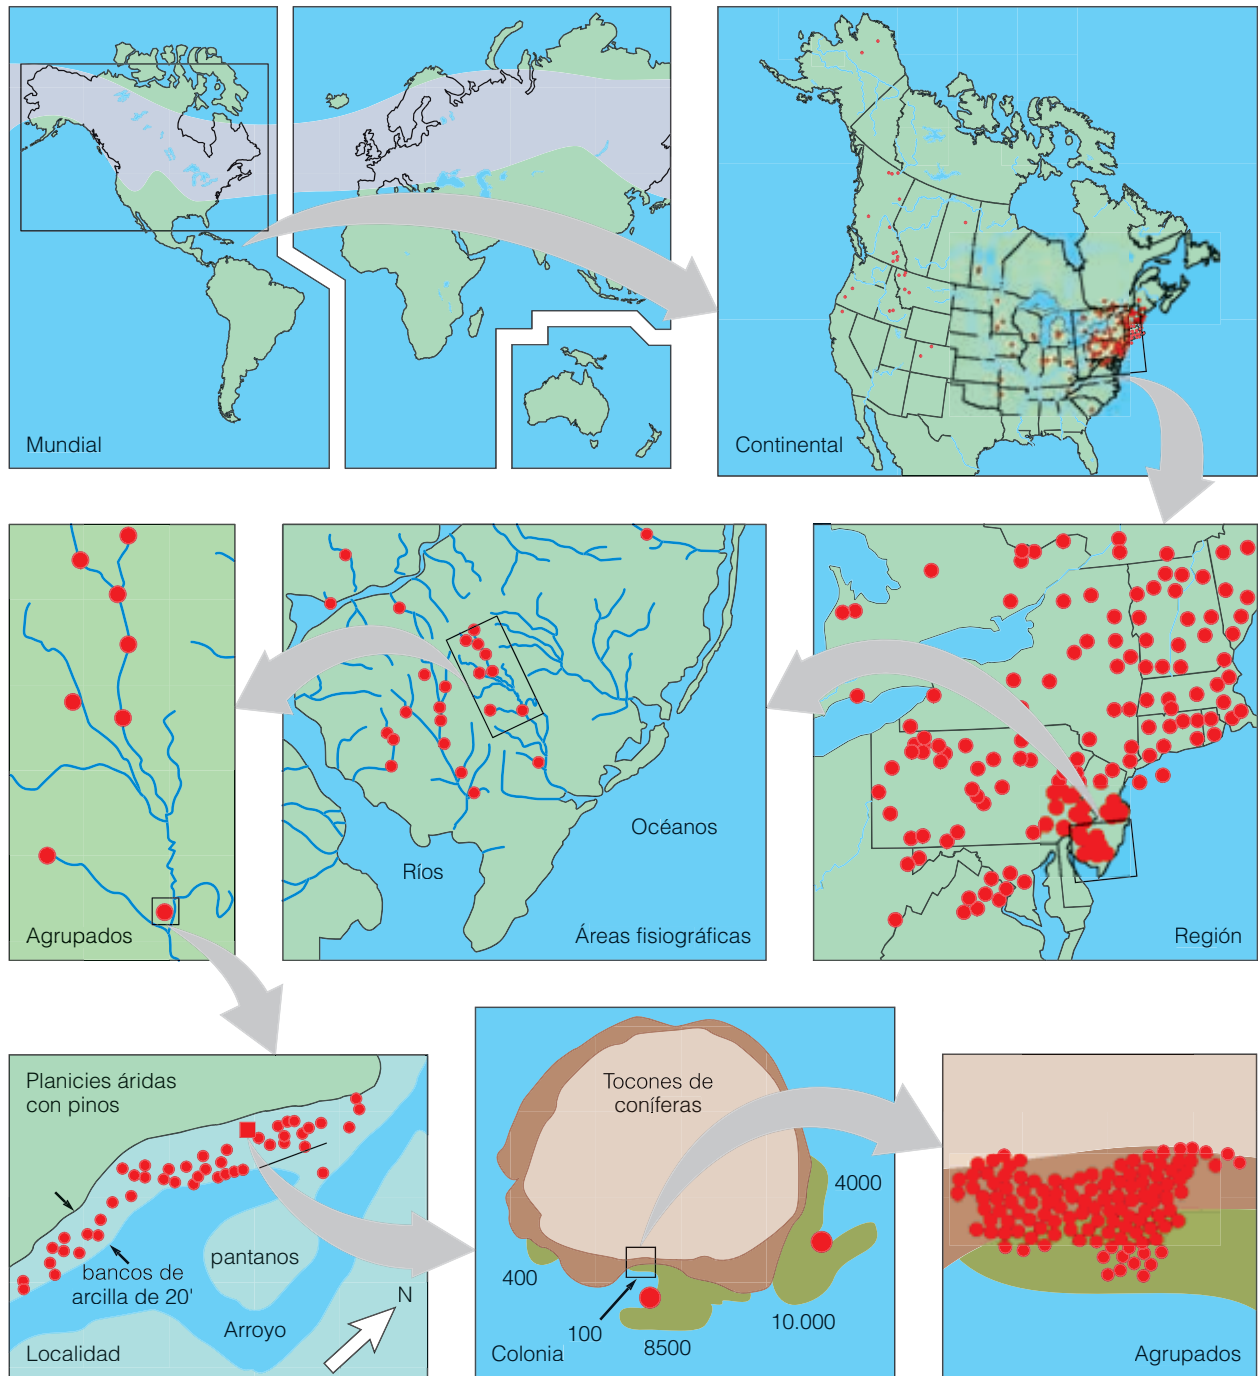 Mundial
Continental
Agrupados
Ríos
Océanos
Áreas fisiográficas
Región
Planicies áridas
con pinos
pantanos
bancos de
arcilla de 20'
N
Arroyo
Localidad
Tocones de
coníferas
4000
400
10.000
100
8500
Colonia
Agrupados